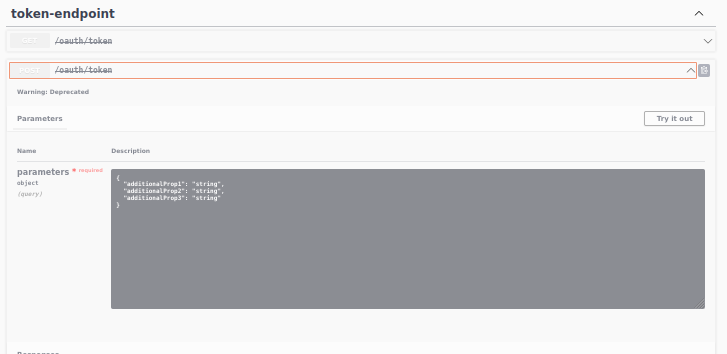 token-endpoint
GET /oauth/token
POST /oauth/token
Warning: Deprecated
Parameters
Try it out
Name Description
parameters * required
object
(query)
{
"additionalProp1": "string",
"additionalProp2": "string",
"additionalProp3": "string"
}